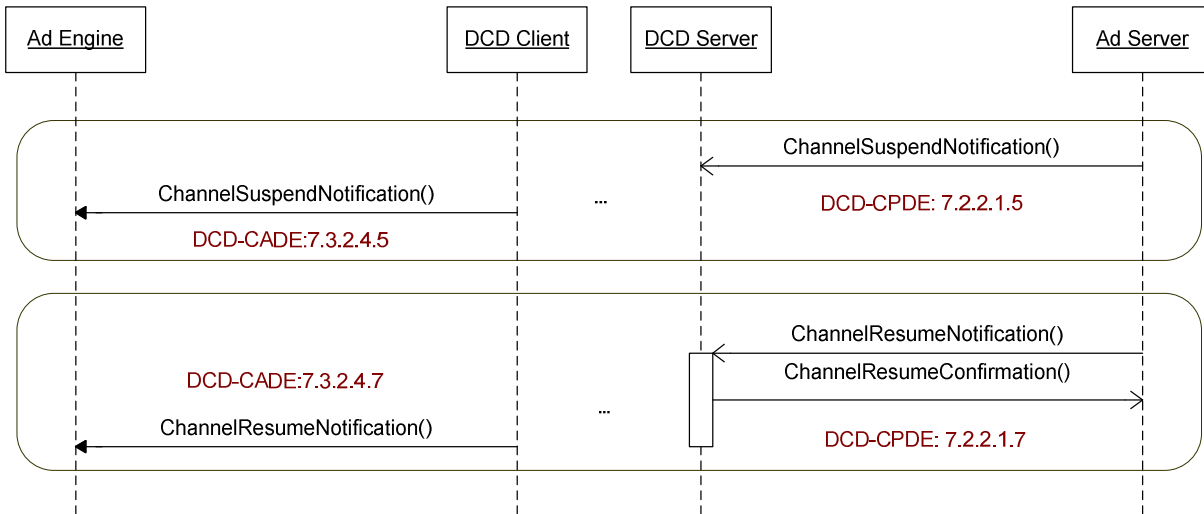 Ad Engine
DCD Client
DCD Server
Ad Server
ChannelSuspendNotification()
ChannelSuspendNotification()
...
DCD-CPDE: 7.2.2.1.5
DCD-CADE:7.3.2.4.5
ChannelResumeNotification()
ChannelResumeConfirmation()
DCD-CADE:7.3.2.4.7
...
ChannelResumeNotification()
DCD-CPDE: 7.2.2.1.7